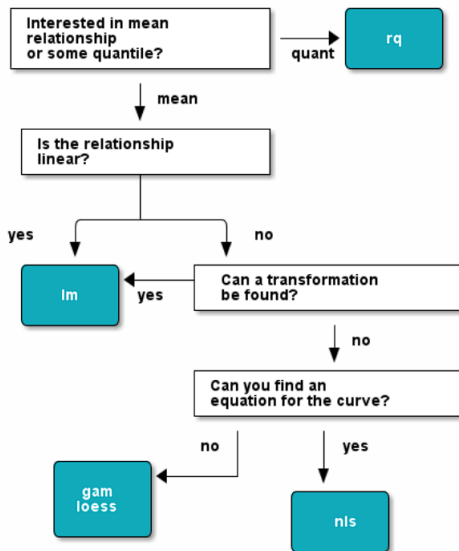 Interested in mean
relationship
or some quantile?
quant
rq
mean
Is the relationship
linear?
yes
no
lm
yes
Can a transformation
be found?
no
Can you find an
equation for the curve?
no
yes
gam
loess
nls